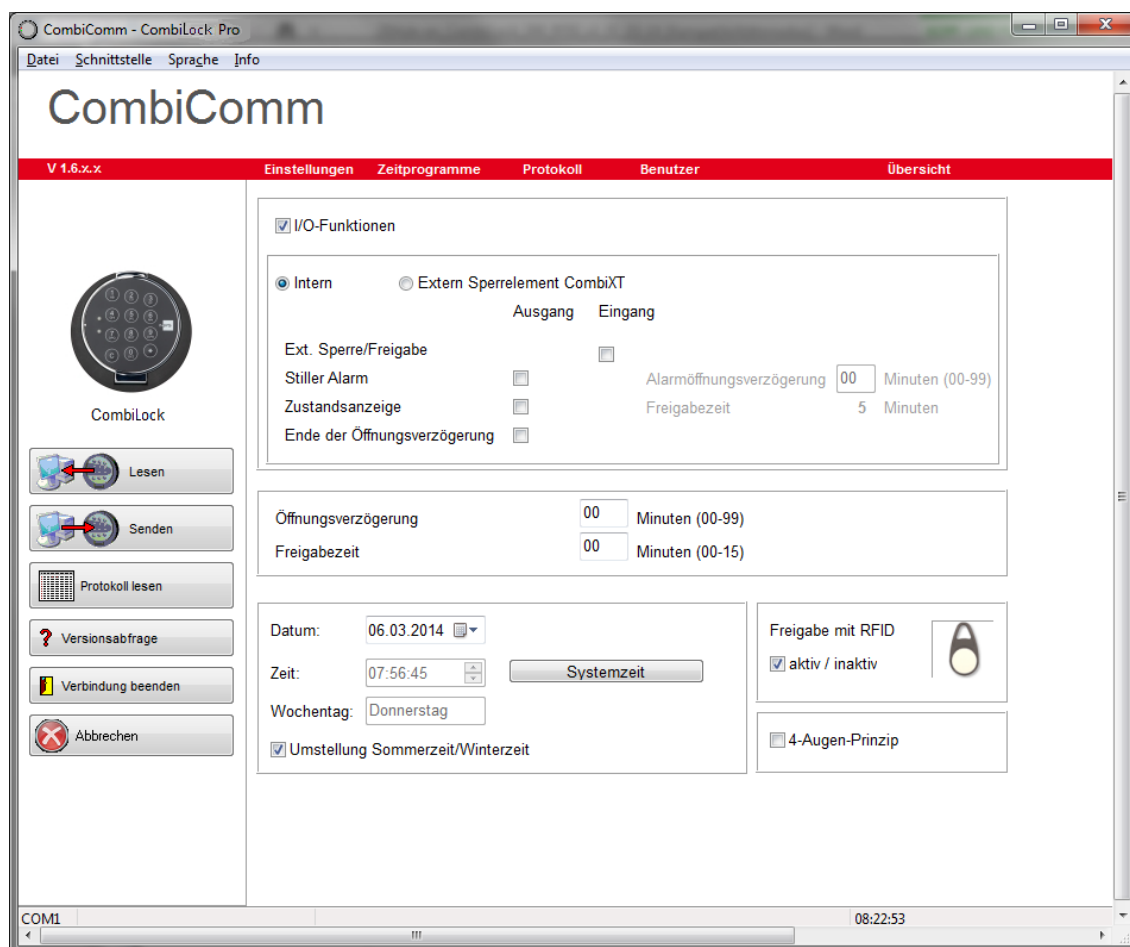 CombiComm - CombiLock Pro
Datei Schnittstelle Sprache Info
CombiComm
V 1.6.x.x Einstellungen Zeitprogramme Protokoll Benutzer Übersicht
I/O-Funktionen
Intern Extern Sperrelement CombiXT
Ausgang Eingang
Ext. Sperre/Freigabe
Stiller Alarm Alarmöffnungsverzögerung 00 Minuten (00-99)
Zustandsanzeige Freigabezeit 5 Minuten
Ende der Öffnungsverzögerung
CombiLock
Lesen
Senden
Protokoll lesen
Versionsabfrage
Verbindung beenden
Abbrechen
Öffnungsverzögerung 00 Minuten (00-99)
Freigabezeit 00 Minuten (00-15)
Datum: 06.03.2014
Zeit: 07:56:45 Systemzeit
Wochentag: Donnerstag
Umstellung Sommerzeit/Winterzeit
Freigabe mit RFID
aktiv / inaktiv
4-Augen-Prinzip
COM1 08:22:53